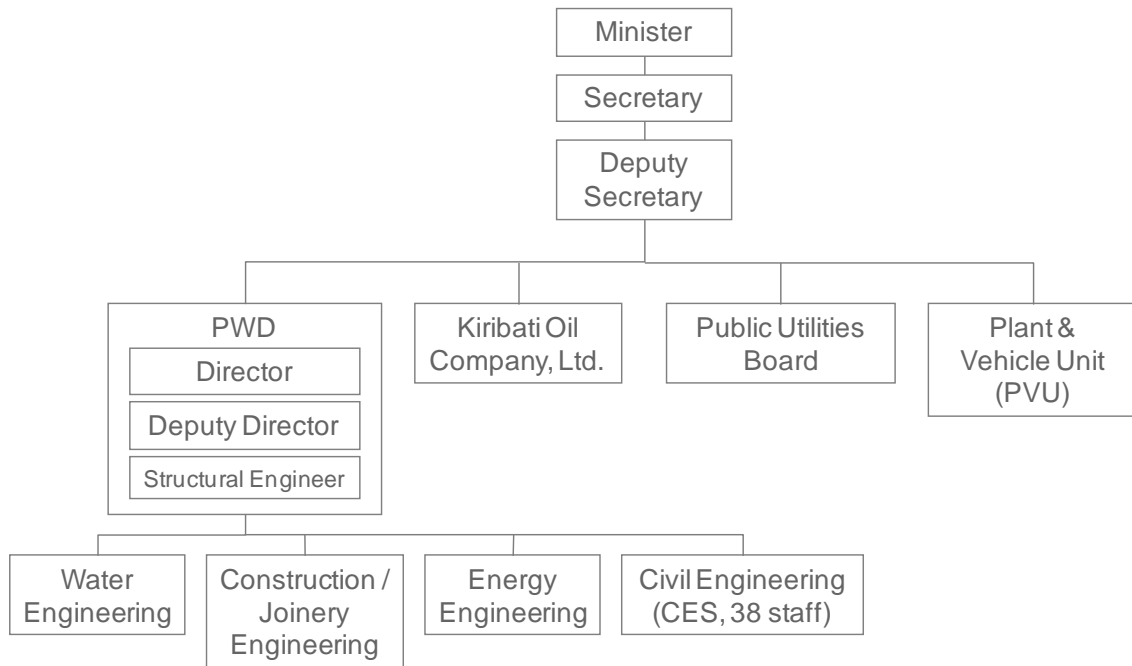 Minister
Secretary
Deputy
Secretary
PWD
Director
Deputy Director
Structural Engineer
Kiribati Oil
Company, Ltd.
Public Utilities
Board
Plant &
Vehicle Unit
(PVU)
Water
Engineering
Construction /
Joinery
Engineering
Energy
Engineering
Civil Engineering
(CES, 38 staff)